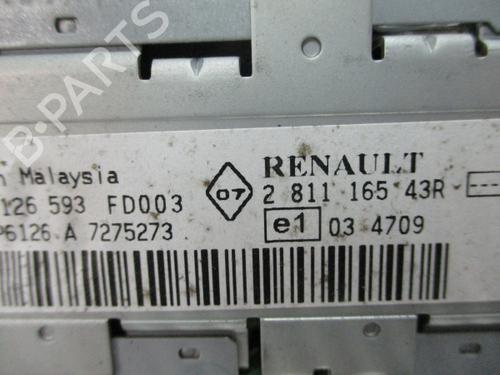 B-PARTS
Malaysia
126 593 FD003
6126 A 7275273
07
RENAULT
2 811 165 43R
e1
03 4709